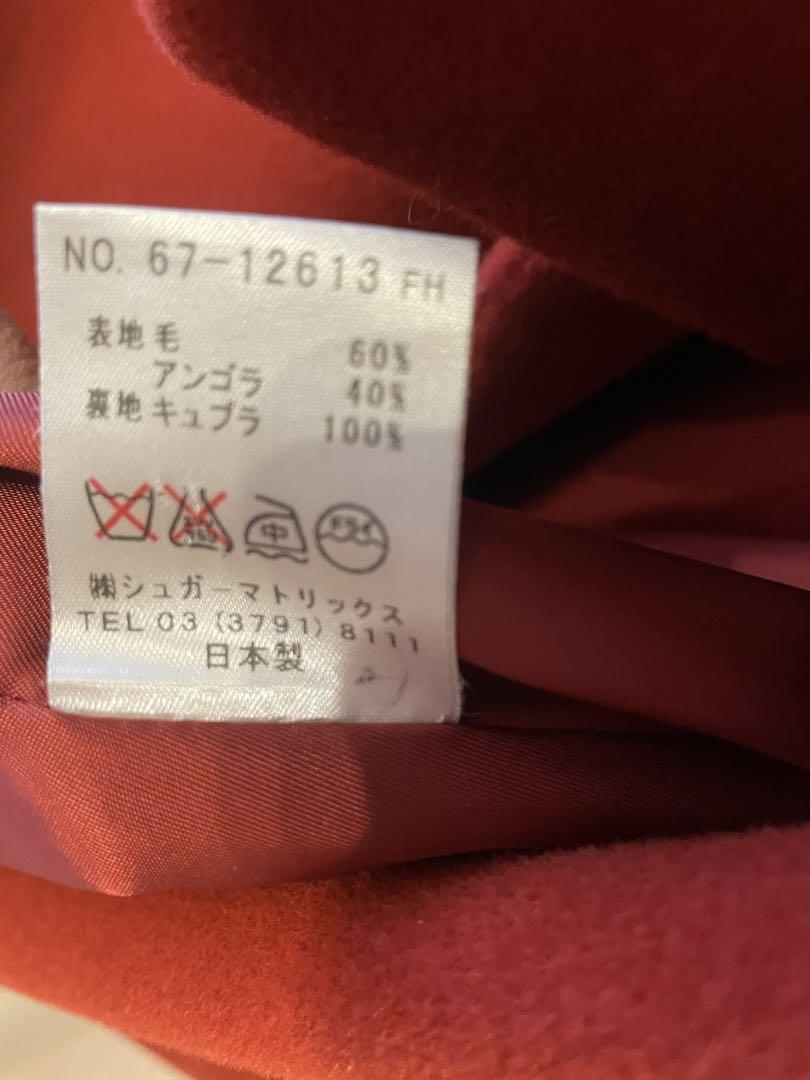 NO. 67-12613 FH
表地 毛 60%
アンゴラ 40%
裏地 キュプラ 100%
中 ドライ
㈱シュガーマトリックス
TEL 03 (3791) 8111
日本製